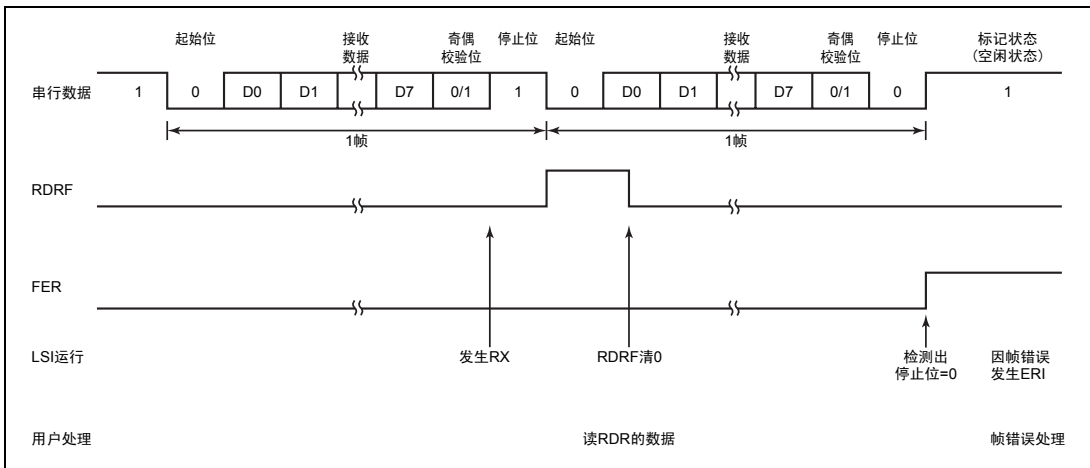 起始位 接收 奇偶 停止位 起始位 接收 奇偶 停止位 标记状态
数据 校验位 数据 校验位 （空闲状态）
串行数据 1 0 D0 D1 D7 0/1 1 0 D0 D1 D7 0/1 0 1
1帧 1帧
RDRF
FER
LSI运行 发生RX RDRF清0 检测出 因帧错误
停止位=0 发生ERI
用户处理 读RDR的数据 帧错误处理